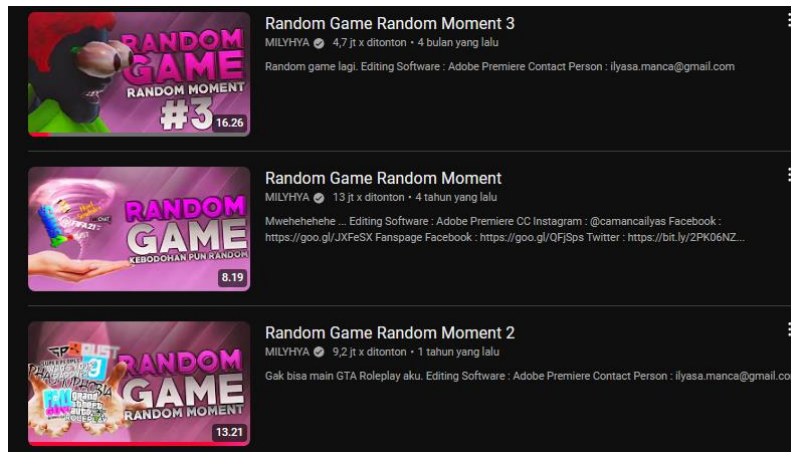 RANDOM
GAME
RANDOM MOMENT
#3
16.26
Random Game Random Moment 3
MILYHYA 4,7 jt x ditonton • 4 bulan yang lalu
Random game lagi. Editing Software : Adobe Premiere Contact Person : ilyasa.manca@gmail.com
RANDOM
GAME
KEBODOHAN PUN RANDOM
8.19
Random Game Random Moment
MILYHYA 13 jt x ditonton • 4 tahun yang lalu
Mwehehehehe ... Editing Software : Adobe Premiere CC Instagram : @camancailyas Facebook :
https://goo.gl/JXFeSX Fanspage Facebook : https://goo.gl/QFjSps Twitter : https://bit.ly/2PK06NZ...
RUST
RANDOM
GAME
RANDOM MOMENT
13.21
Random Game Random Moment 2
MILYHYA 9,2 jt x ditonton • 1 tahun yang lalu
Gak bisa main GTA Roleplay aku. Editing Software : Adobe Premiere Contact Person : ilyasa.manca@gmail.co